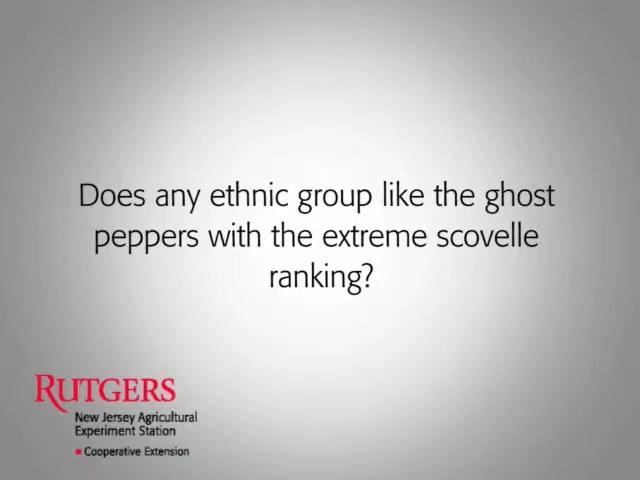 Does any ethnic group like the ghost
peppers with the extreme scovelle
ranking?
RUTGERS
New Jersey Agricultural
Experiment Station
Cooperative Extension